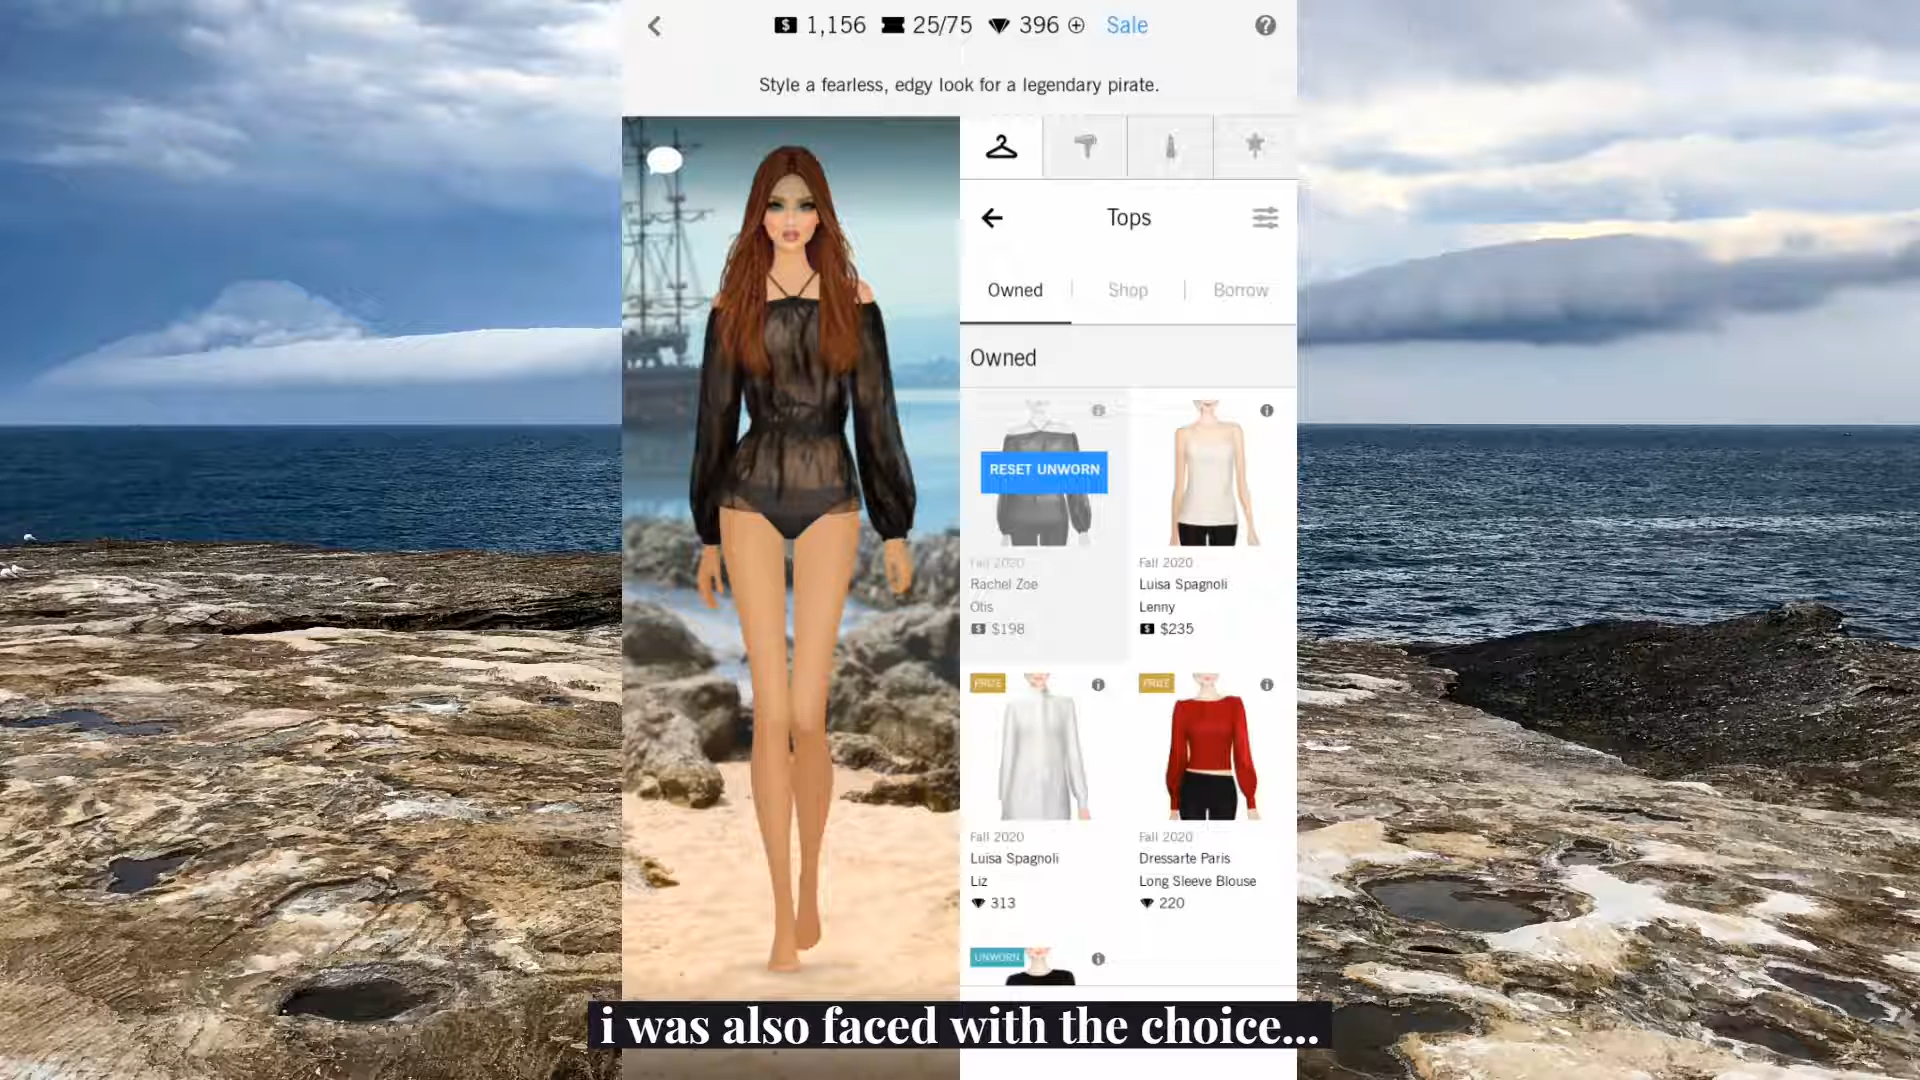 1,156 25/75 396 Sale
Style a fearless, edgy look for a legendary pirate.
Tops
Owned Shop Borrow
Owned
RESET UNWORN
Fall 2020
Rachel Zoe
Otis
$198
Fall 2020
Luisa Spagnoli
Lenny
$235
PRIZE
Fall 2020
Luisa Spagnoli
Liz
313
PRIZE
Fall 2020
Dressarte Paris
Long Sleeve Blouse
220
UNWORN
i was also faced with the choice...